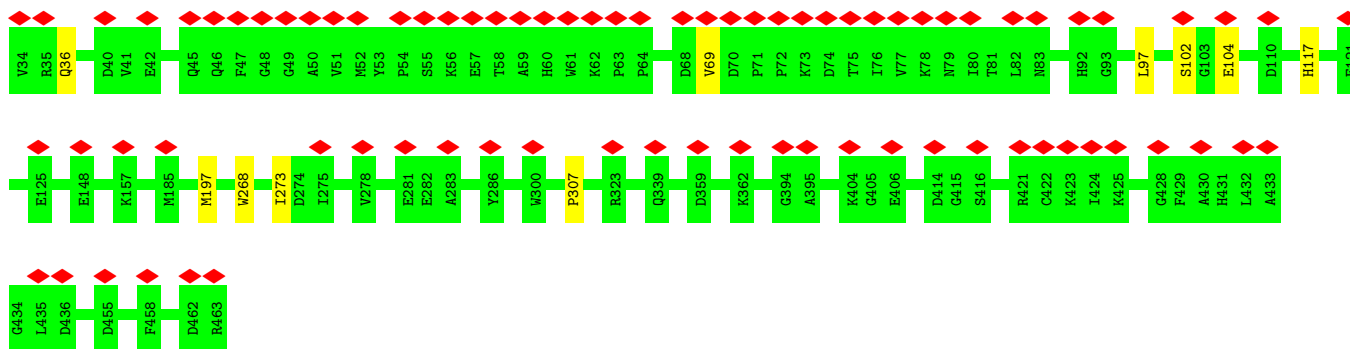 V34 R35 Q36 D40 V41 E42 Q45 Q46 F47 G48 G49 A50 V51 M52 Y53 P54 S55 K56 E57 T58 A59 H60 W61 K62 P63 P64 D68 V69 D70 P71 P72 K73 D74 T75 I76 V77 K78 N79 I80 T81 L82 N83 H92 G93 L97 S102 G103 E104 D110 H117
E125 E148 K157 M185 M197 W268 I273 D274 I275 V278 E281 E282 A283 Y286 W300 P307 R323 Q339 D359 K362 G394 A395 K404 G405 E406 D414 G415 S416 R421 C422 K423 I424 K425 G428 F429 A430 H431 L432 A433
G434 L435 D436 D455 F458 D462 R463